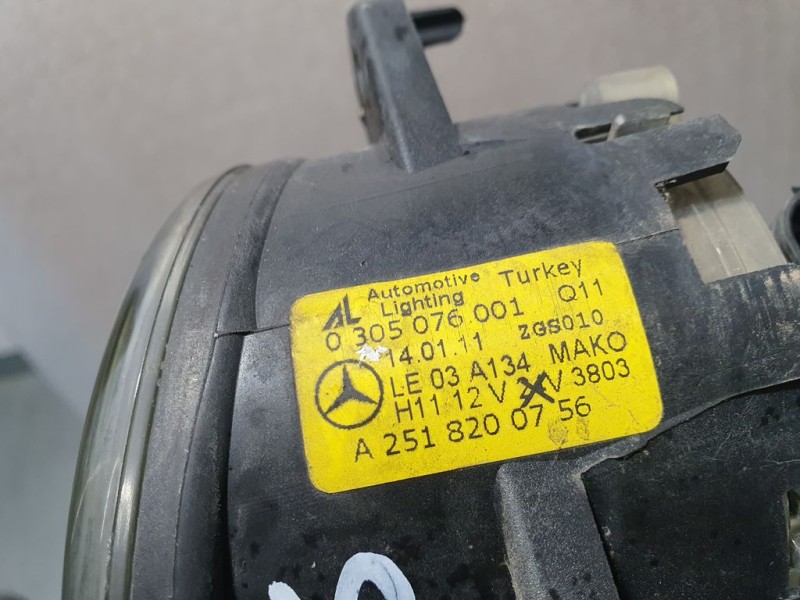 AL Automotive Lighting Turkey
0 305 076 001 Q11
14.01.11 ZGS010
LE 03 A134 MAKO
H11 12 V V 3803
A 251 820 07 56